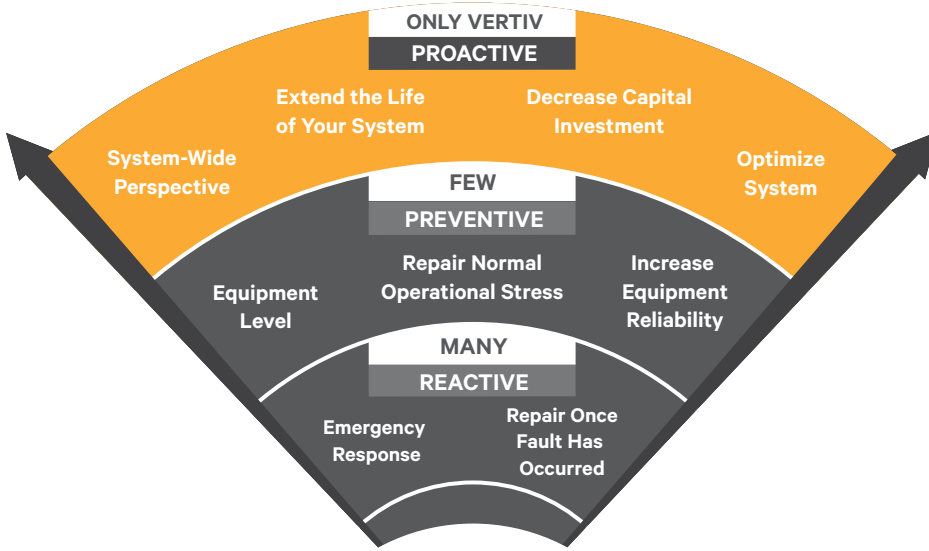 ONLY VERTIV
PROACTIVE
Extend the Life
of Your System
Decrease Capital
Investment
System-Wide
Perspective
Optimize
System
FEW
PREVENTIVE
Equipment
Level
Repair Normal
Operational Stress
Increase
Equipment
Reliability
MANY
REACTIVE
Emergency
Response
Repair Once
Fault Has
Occurred